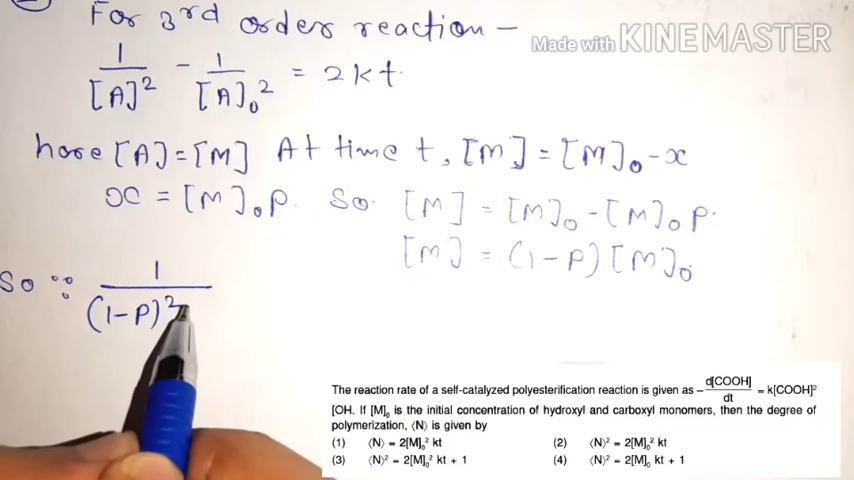 For 3rd order reaction -
Made with KINEMASTER
1/[A]² - 1/[A]₀² = 2kt
here [A] = [M] At time t, [M] = [M]₀ - x
x = [M]₀P. So [M] = [M]₀ - [M]₀ P.
[M] = (1-P) [M]₀
So ∵ 1/(1-P)²
The reaction rate of a self-catalyzed polyesterification reaction is given as -d[COOH]/dt = k[COOH]²
[OH. If [M]₀ is the initial concentration of hydroxyl and carboxyl monomers, then the degree of
polymerization, ⟨N⟩ is given by
(1) ⟨N⟩ = 2[M]₀² kt (2) ⟨N⟩² = 2[M]₀² kt
(3) ⟨N⟩² = 2[M]₀² kt + 1 (4) ⟨N⟩² = 2[M]₀ kt + 1